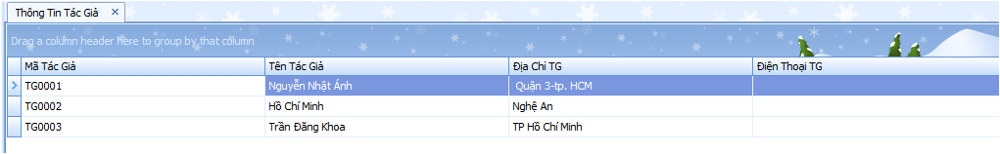 Thông Tin Tác Giả
Drag a column header here to group by that column
Mã Tác Giả Tên Tác Giả Địa Chỉ TG Điện Thoại TG
TG0001 Nguyễn Nhật Ánh Quận 3-tp. HCM
TG0002 Hồ Chí Minh Nghệ An
TG0003 Trần Đăng Khoa TP Hồ Chí Minh